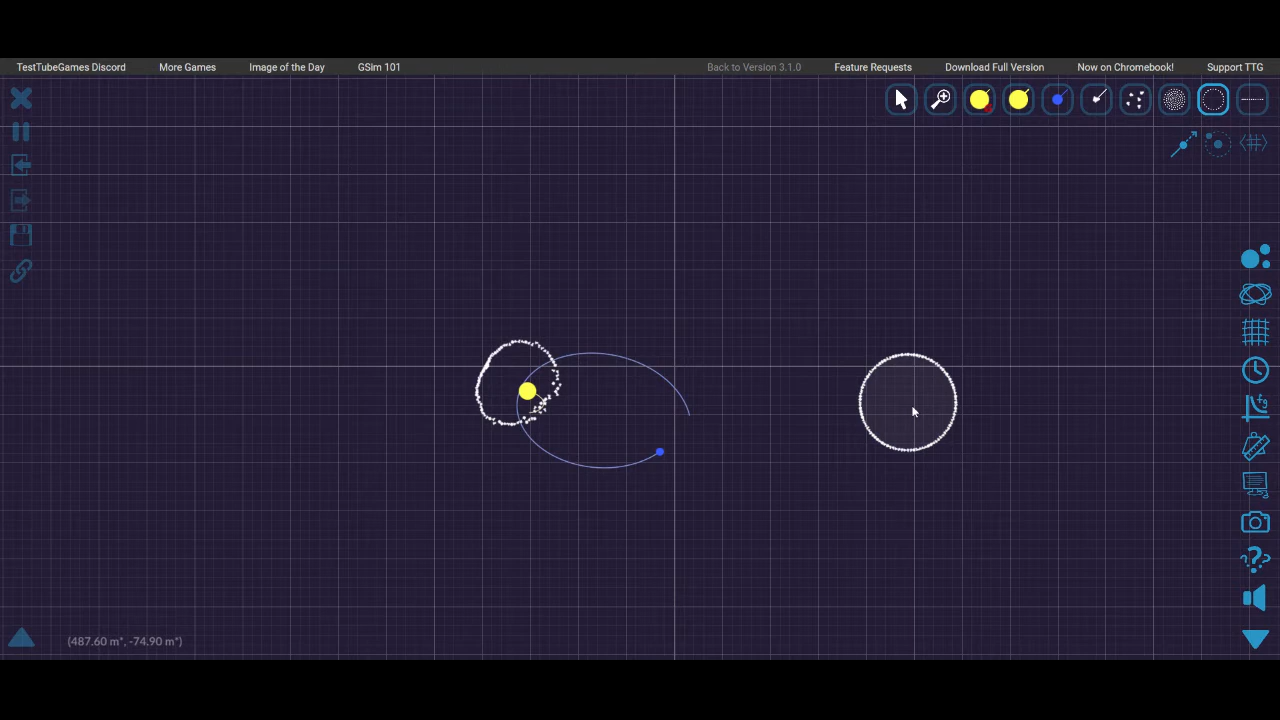 TestTubeGames Discord More Games Image of the Day GSim 101 Back to Version 3.1.0 Feature Requests Download Full Version Now on Chromebook! Support TTG
(487.60 m*, -74.90 m*)